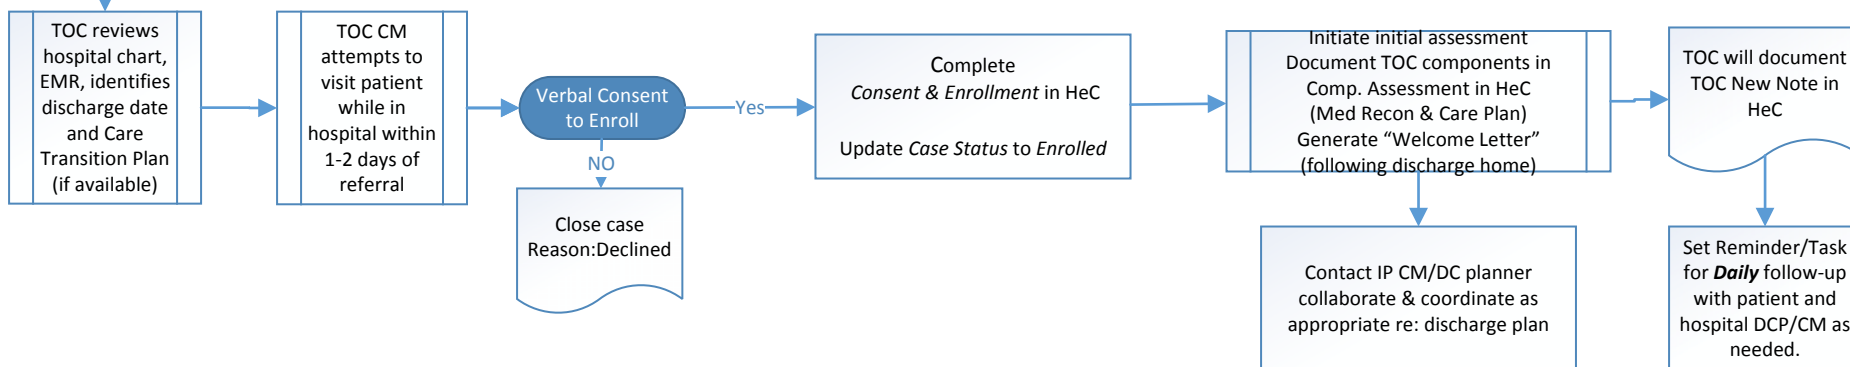 TOC reviews
hospital chart,
EMR, identifies
discharge date
and Care
Transition Plan
(if available)
TOC CM
attempts to
visit patient
while in
hospital within
1-2 days of
referral
Verbal Consent
to Enroll
Yes
NO
Close case
Reason:Declined
Complete
Consent & Enrollment in HeC
Update Case Status to Enrolled
Initiate initial assessment
Document TOC components in
Comp. Assessment in HeC
(Med Recon & Care Plan)
Generate “Welcome Letter”
(following discharge home)
TOC will document
TOC New Note in
HeC
Contact IP CM/DC planner
collaborate & coordinate as
appropriate re: discharge plan
Set Reminder/Task
for Daily follow-up
with patient and
hospital DCP/CM as
needed.